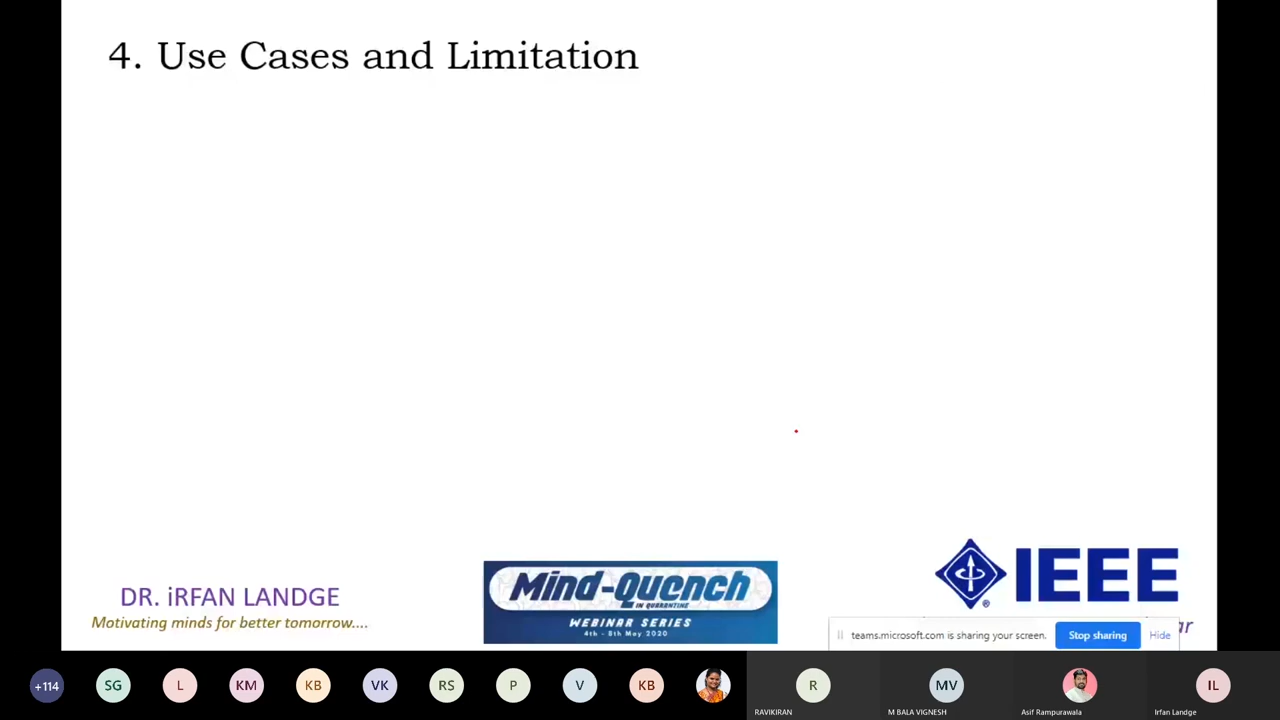 4. Use Cases and Limitation
DR. iRFAN LANDGE
Motivating minds for better tomorrow....
Mind-Quench
IN QUARANTINE
WEBINAR SERIES
4th - 8th May 2020
IEEE
teams.microsoft.com is sharing your screen. Stop sharing Hide
+114 SG L KM KB VK RS P V KB R MV IL
RAVIKIRAN M BALA VIGNESH Asif Rampurawala Irfan Landge